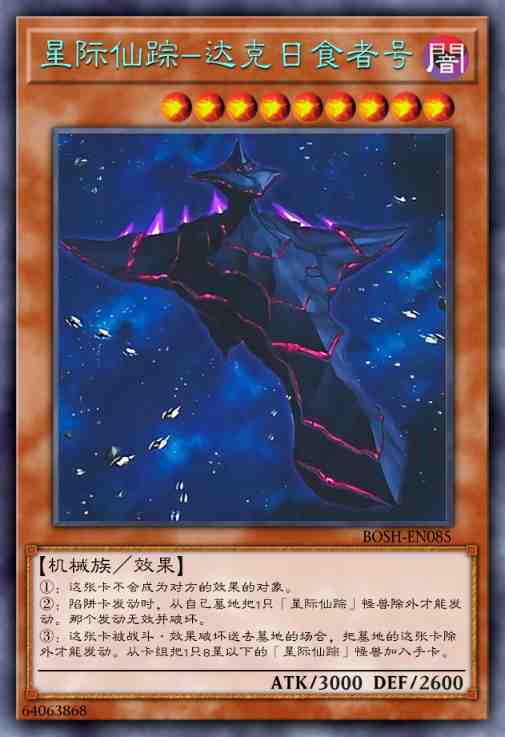 星际仙踪-达克日食者号
闇
BOSH-EN085
【机械族／效果】
①：这张卡不会成为对方的效果的对象。
②：陷阱卡发动时，从自己墓地把1只「星际仙踪」怪兽除外才能发
动。那个发动无效并破坏。
③：这张卡被战斗·效果破坏送去墓地的场合，把墓地的这张卡除
外才能发动。从卡组把1只8星以下的「星际仙踪」怪兽加入手卡。
ATK/3000 DEF/2600
64063868